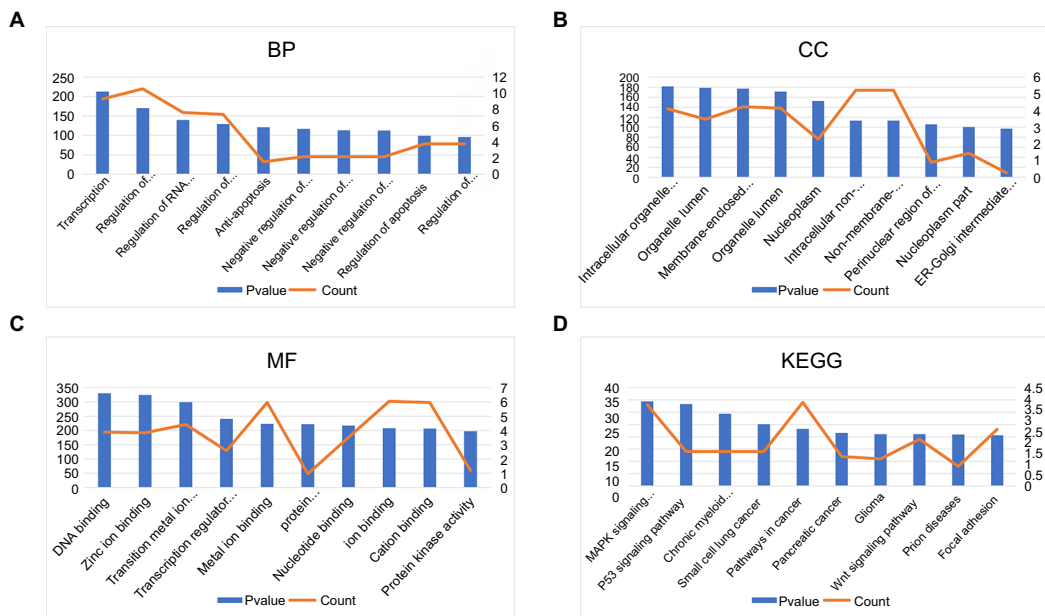 A
BP
250
200
150
100
50
0
12
10
8
6
4
2
0
Transcription
Regulation of...
Regulation of RNA...
Regulation of...
Anti-apoptosis
Negative regulation of...
Negative regulation of...
Negative regulation of...
Regulation of apoptosis
Regulation of...
Pvalue Count
B
CC
200
180
160
140
120
100
80
60
40
20
0
6
5
4
3
2
1
0
Intracellular organelle...
Organelle lumen
Membrane-enclosed...
Organelle lumen
Nucleoplasm
Intracellular non-...
Non-membrane-...
Perinuclear region of...
Nucleoplasm part
ER-Golgi intermediate...
Pvalue Count
C
MF
350
300
250
200
150
100
50
0
7
6
5
4
3
2
1
0
DNA binding
Zinc ion binding
Transition metal ion...
Transcription regulator...
Metal ion binding
protein...
Nucleotide binding
ion binding
Cation binding
Protein kinase activity
Pvalue Count
D
KEGG
40
35
30
25
20
15
10
0
4.5
4
3.5
3
2.5
2
1.5
1
0.5
0
MAPK signaling...
P53 signaling pathway
Chronic myeloid...
Small cell lung cancer
Pathways in cancer
Pancreatic cancer
Glioma
Wnt signaling pathway
Prion diseases
Focal adhesion
Pvalue Count